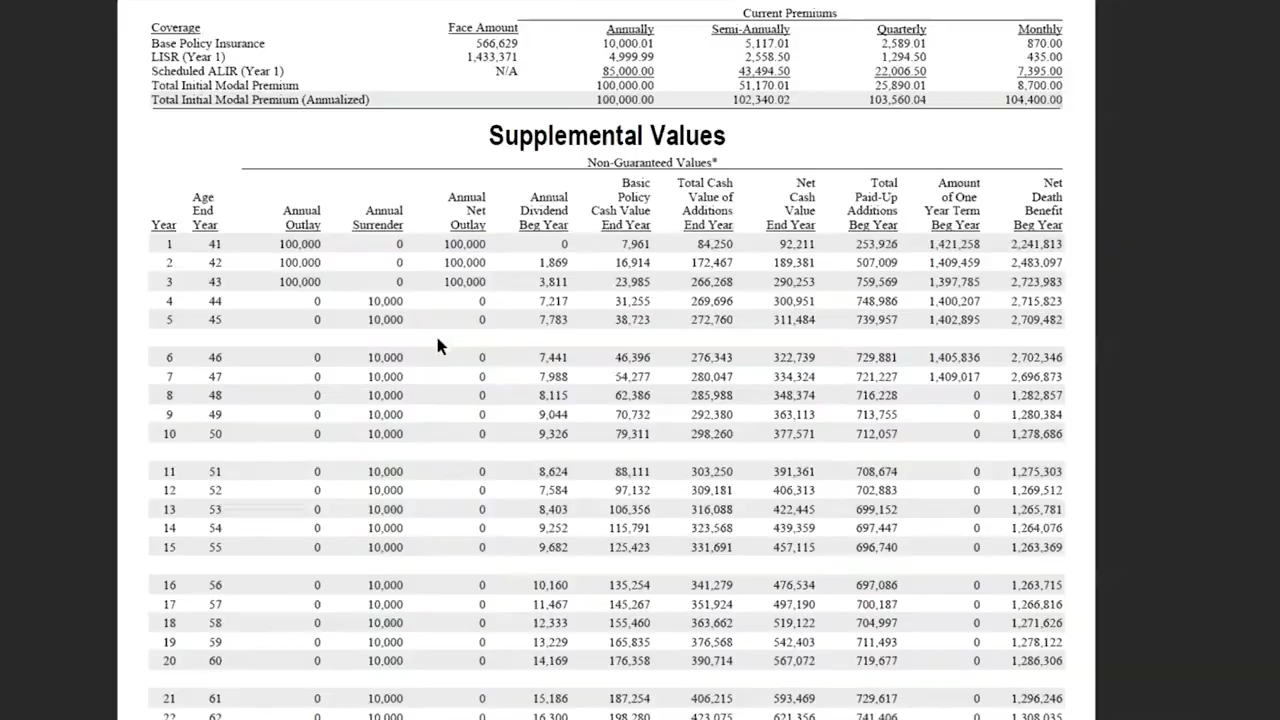 Current Premiums
Coverage Face Amount Annually Semi-Annually Quarterly Monthly
Base Policy Insurance 566,629 10,000.01 5,117.01 2,589.01 870.00
LISR (Year 1) 1,433,371 4,999.99 2,558.50 1,294.50 435.00
Scheduled ALIR (Year 1) N/A 85,000.00 43,494.50 22,006.50 7,395.00
Total Initial Modal Premium 100,000.00 51,170.01 25,890.01 8,700.00
Total Initial Modal Premium (Annualized) 100,000.00 102,340.02 103,560.04 104,400.00
Supplemental Values
Non-Guaranteed Values*
Basic Total Cash Net Total Amount Net
Age Annual Annual Policy Value of Cash Paid-Up of One Death
End Annual Annual Net Dividend Cash Value Additions Value Additions Year Term Benefit
Year Year Outlay Surrender Outlay Beg Year End Year End Year End Year Beg Year Beg Year Beg Year
1 41 100,000 0 100,000 0 7,961 84,250 92,211 253,926 1,421,258 2,241,813
2 42 100,000 0 100,000 1,869 16,914 172,467 189,381 507,009 1,409,459 2,483,097
3 43 100,000 0 100,000 3,811 23,985 266,268 290,253 759,569 1,397,785 2,723,983
4 44 0 10,000 0 7,217 31,255 269,696 300,951 748,986 1,400,207 2,715,823
5 45 0 10,000 0 7,783 38,723 272,760 311,484 739,957 1,402,895 2,709,482
6 46 0 10,000 0 7,441 46,396 276,343 322,739 729,881 1,405,836 2,702,346
7 47 0 10,000 0 7,988 54,277 280,047 334,324 721,227 1,409,017 2,696,873
8 48 0 10,000 0 8,115 62,386 285,988 348,374 716,228 0 1,282,857
9 49 0 10,000 0 9,044 70,732 292,380 363,113 713,755 0 1,280,384
10 50 0 10,000 0 9,326 79,311 298,260 377,571 712,057 0 1,278,686
11 51 0 10,000 0 8,624 88,111 303,250 391,361 708,674 0 1,275,303
12 52 0 10,000 0 7,584 97,132 309,181 406,313 702,883 0 1,269,512
13 53 0 10,000 0 8,403 106,356 316,088 422,445 699,152 0 1,265,781
14 54 0 10,000 0 9,252 115,791 323,568 439,359 697,447 0 1,264,076
15 55 0 10,000 0 9,682 125,423 331,691 457,115 696,740 0 1,263,369
16 56 0 10,000 0 10,160 135,254 341,279 476,534 697,086 0 1,263,715
17 57 0 10,000 0 11,467 145,267 351,924 497,190 700,187 0 1,266,816
18 58 0 10,000 0 12,333 155,460 363,662 519,122 704,997 0 1,271,626
19 59 0 10,000 0 13,229 165,835 376,568 542,403 711,493 0 1,278,122
20 60 0 10,000 0 14,169 176,358 390,714 567,072 719,677 0 1,286,306
21 61 0 10,000 0 15,186 187,254 406,215 593,469 729,617 0 1,296,246
22 62 0 10,000 0 16,300 198,280 423,075 621,356 741,406 0 1,308,035